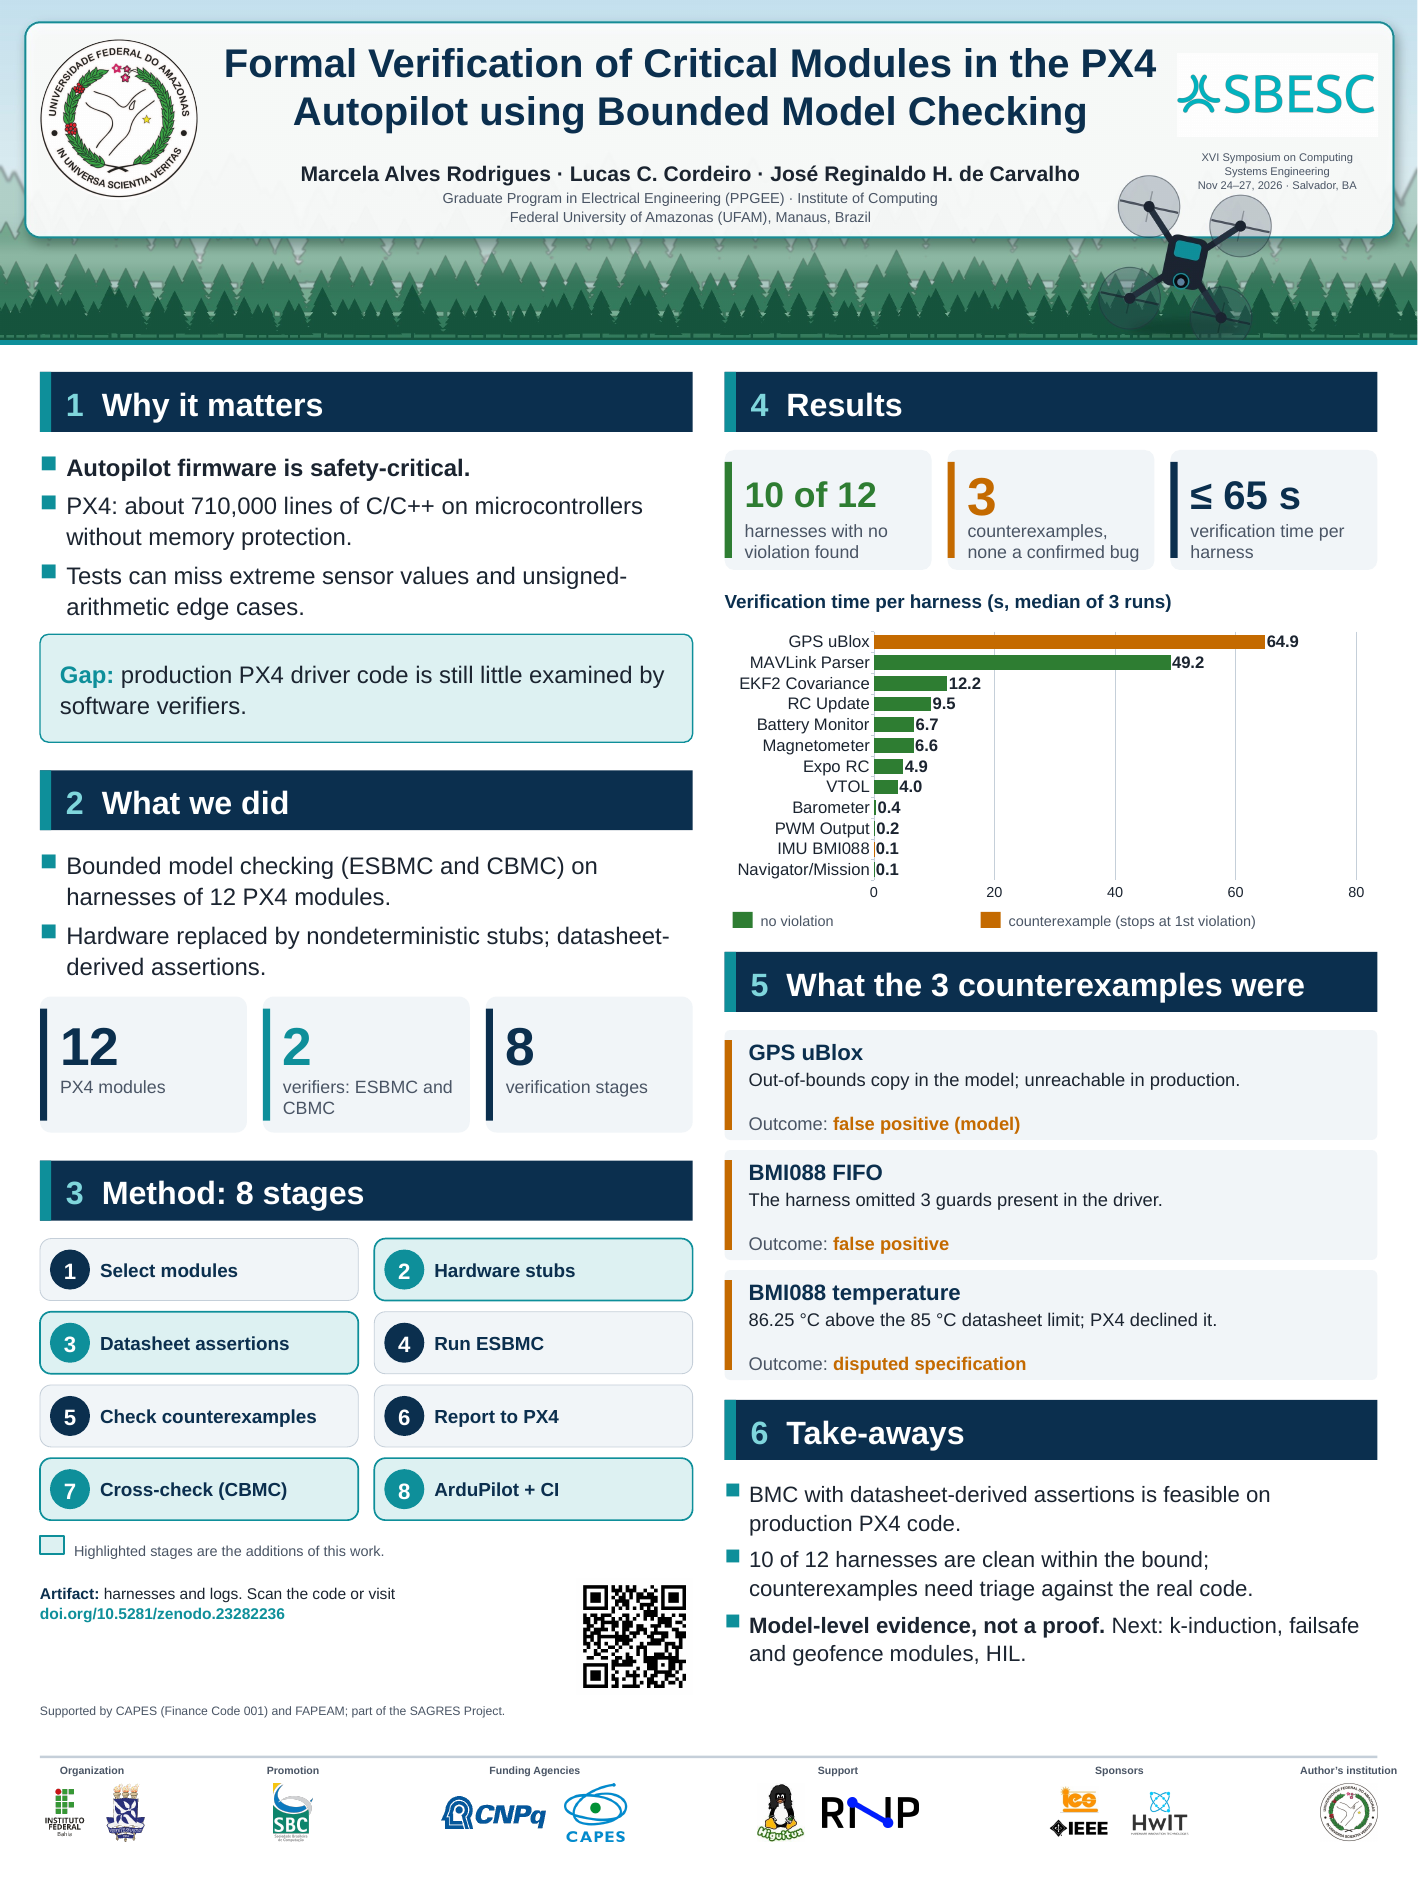 UNIVERSIDADE FEDERAL DO AMAZONAS
IN UNIVERSA SCIENTIA VERITAS
Formal Verification of Critical Modules in the PX4
Autopilot using Bounded Model Checking
Marcela Alves Rodrigues · Lucas C. Cordeiro · José Reginaldo H. de Carvalho
Graduate Program in Electrical Engineering (PPGEE) · Institute of Computing
Federal University of Amazonas (UFAM), Manaus, Brazil
SBESC
XVI Symposium on Computing
Systems Engineering
Nov 24–27, 2026 · Salvador, BA
1 Why it matters
Autopilot firmware is safety-critical.
PX4: about 710,000 lines of C/C++ on microcontrollers
without memory protection.
Tests can miss extreme sensor values and unsigned-
arithmetic edge cases.
Gap: production PX4 driver code is still little examined by
software verifiers.
2 What we did
Bounded model checking (ESBMC and CBMC) on
harnesses of 12 PX4 modules.
Hardware replaced by nondeterministic stubs; datasheet-
derived assertions.
12
PX4 modules
2
verifiers: ESBMC and
CBMC
8
verification stages
3 Method: 8 stages
1 Select modules
2 Hardware stubs
3 Datasheet assertions
4 Run ESBMC
5 Check counterexamples
6 Report to PX4
7 Cross-check (CBMC)
8 ArduPilot + CI
Highlighted stages are the additions of this work.
Artifact: harnesses and logs. Scan the code or visit
doi.org/10.5281/zenodo.23282236
Supported by CAPES (Finance Code 001) and FAPEAM; part of the SAGRES Project.
4 Results
10 of 12
harnesses with no
violation found
3
counterexamples,
none a confirmed bug
≤ 65 s
verification time per
harness
Verification time per harness (s, median of 3 runs)
GPS uBlox 64.9
MAVLink Parser 49.2
EKF2 Covariance 12.2
RC Update 9.5
Battery Monitor 6.7
Magnetometer 6.6
Expo RC 4.9
VTOL 4.0
Barometer 0.4
PWM Output 0.2
IMU BMI088 0.1
Navigator/Mission 0.1
0 20 40 60 80
no violation
counterexample (stops at 1st violation)
5 What the 3 counterexamples were
GPS uBlox
Out-of-bounds copy in the model; unreachable in production.
Outcome: false positive (model)
BMI088 FIFO
The harness omitted 3 guards present in the driver.
Outcome: false positive
BMI088 temperature
86.25 °C above the 85 °C datasheet limit; PX4 declined it.
Outcome: disputed specification
6 Take-aways
BMC with datasheet-derived assertions is feasible on
production PX4 code.
10 of 12 harnesses are clean within the bound;
counterexamples need triage against the real code.
Model-level evidence, not a proof. Next: k-induction, failsafe
and geofence modules, HIL.
Organization
INSTITUTO
FEDERAL
Bahia
Promotion
SBC
Funding Agencies
CNPq
CAPES
Support
Higuitux
RNP
Sponsors
IEEE
HwIT
Author's institution